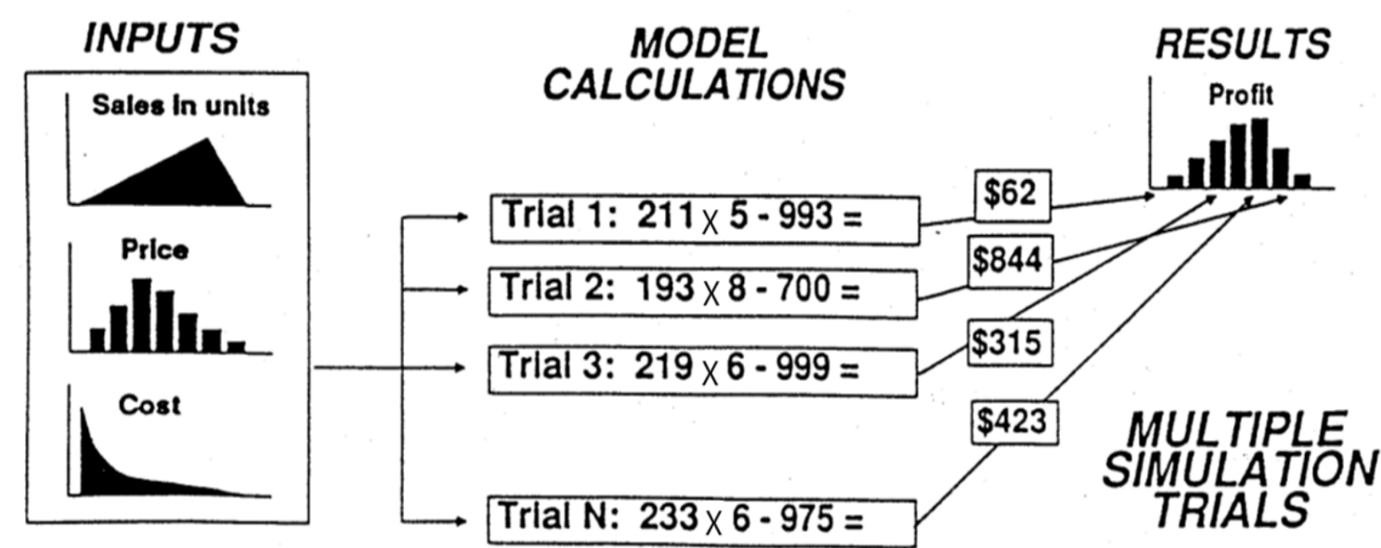 INPUTS
Sales in units
Price
Cost
MODEL
CALCULATIONS
Trial 1: 211 X 5 - 993 =
Trial 2: 193 X 8 - 700 =
Trial 3: 219 X 6 - 999 =
Trial N: 233 X 6 - 975 =
$62
$844
$315
$423
RESULTS
Profit
MULTIPLE
SIMULATION
TRIALS